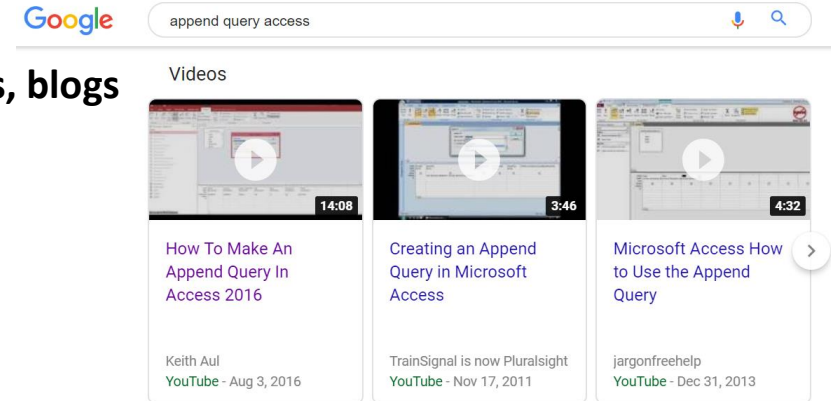 Google
append query access
s, blogs
Videos
14:08
3:46
4:32
How To Make An
Append Query In
Access 2016
Keith Aul
YouTube - Aug 3, 2016
Creating an Append
Query in Microsoft
Access
TrainSignal is now Pluralsight
YouTube - Nov 17, 2011
Microsoft Access How
to Use the Append
Query
jargonfreehelp
YouTube - Dec 31, 2013